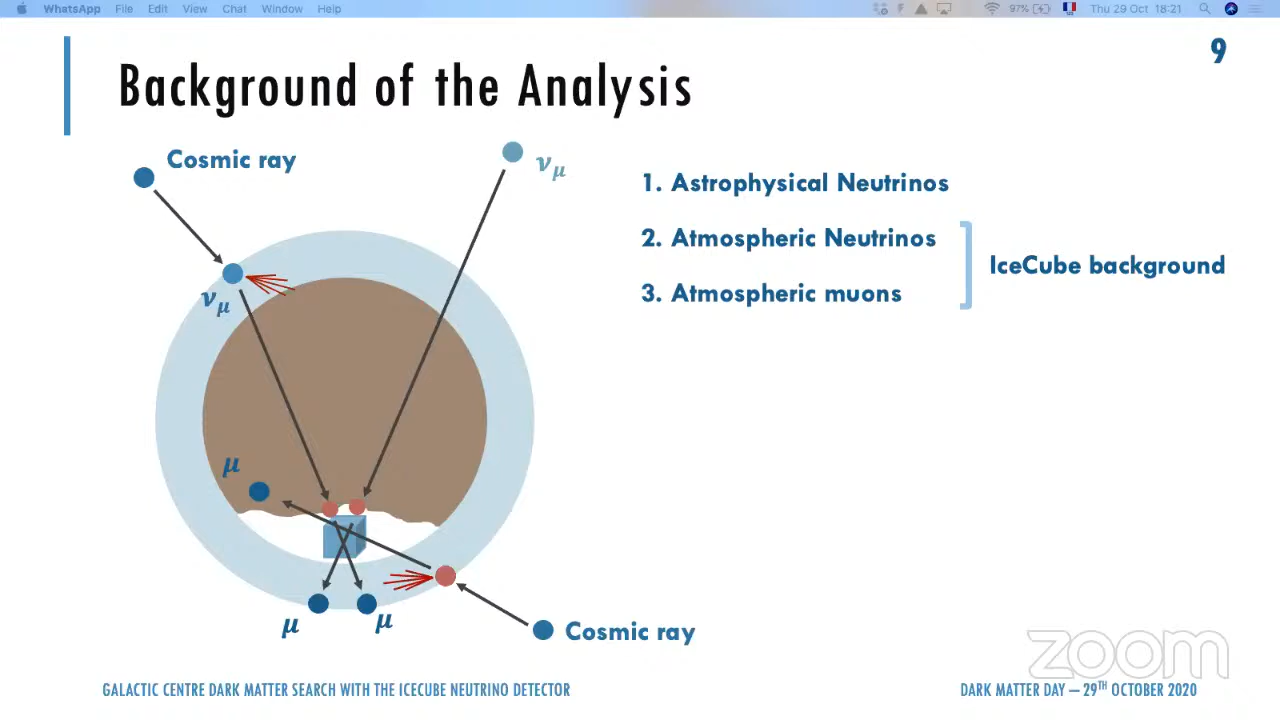 WhatsApp File Edit View Chat Window Help 97% Thu 29 Oct 18:21
9
Background of the Analysis
Cosmic ray
νμ
1. Astrophysical Neutrinos
2. Atmospheric Neutrinos
IceCube background
3. Atmospheric muons
νμ
μ
μ
μ
Cosmic ray
zoom
GALACTIC CENTRE DARK MATTER SEARCH WITH THE ICECUBE NEUTRINO DETECTOR
DARK MATTER DAY – 29TH OCTOBER 2020